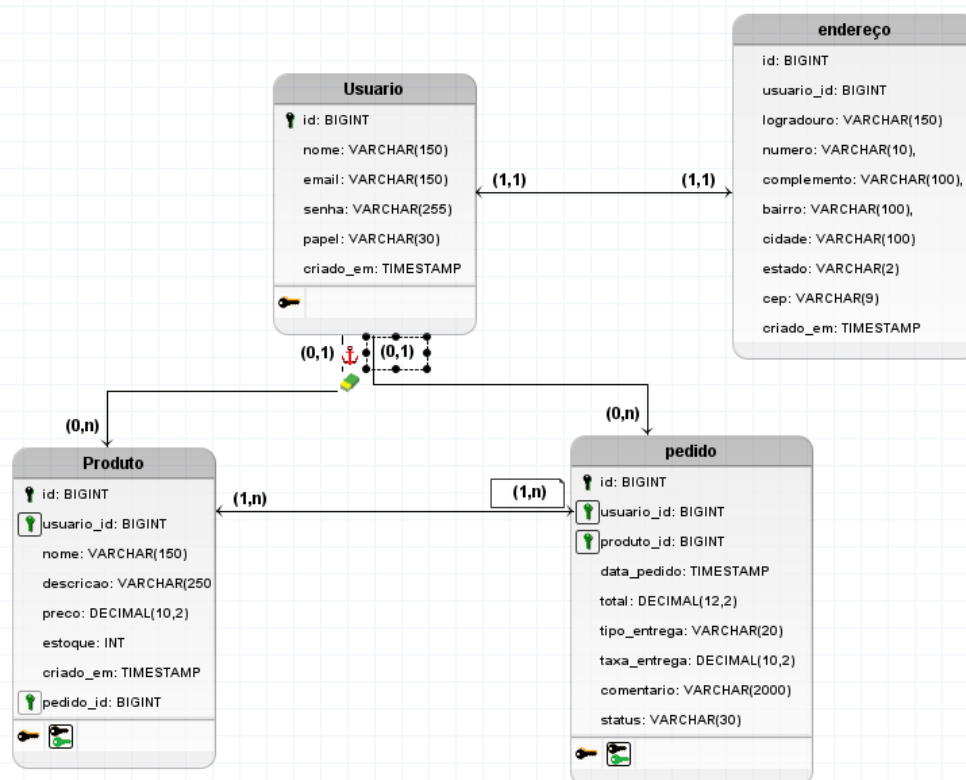 endereço
id: BIGINT
usuario_id: BIGINT
logradouro: VARCHAR(150)
numero: VARCHAR(10),
complemento: VARCHAR(100),
bairro: VARCHAR(100),
cidade: VARCHAR(100)
estado: VARCHAR(2)
cep: VARCHAR(9)
criado_em: TIMESTAMP
Usuario
id: BIGINT
nome: VARCHAR(150)
email: VARCHAR(150)
senha: VARCHAR(255)
papel: VARCHAR(30)
criado_em: TIMESTAMP
(1,1)
(1,1)
(0,1)
(0,1)
(0,n)
(0,n)
Produto
id: BIGINT
usuario_id: BIGINT
nome: VARCHAR(150)
descricao: VARCHAR(250
preco: DECIMAL(10,2)
estoque: INT
criado_em: TIMESTAMP
pedido_id: BIGINT
(1,n)
(1,n)
pedido
id: BIGINT
usuario_id: BIGINT
produto_id: BIGINT
data_pedido: TIMESTAMP
total: DECIMAL(12,2)
tipo_entrega: VARCHAR(20)
taxa_entrega: DECIMAL(10,2)
comentario: VARCHAR(2000)
status: VARCHAR(30)